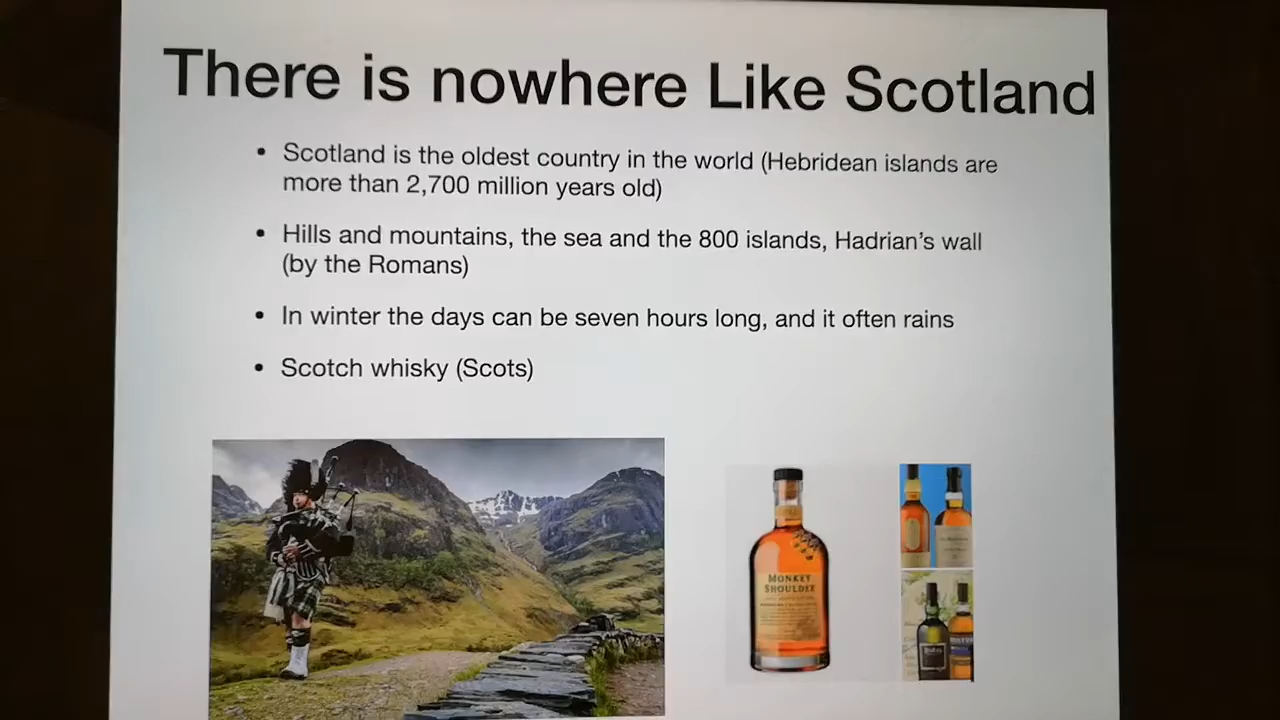 There is nowhere Like Scotland
• Scotland is the oldest country in the world (Hebridean islands are
more than 2,700 million years old)
• Hills and mountains, the sea and the 800 islands, Hadrian's wall
(by the Romans)
• In winter the days can be seven hours long, and it often rains
• Scotch whisky (Scots)
MONKEY
SHOULDER